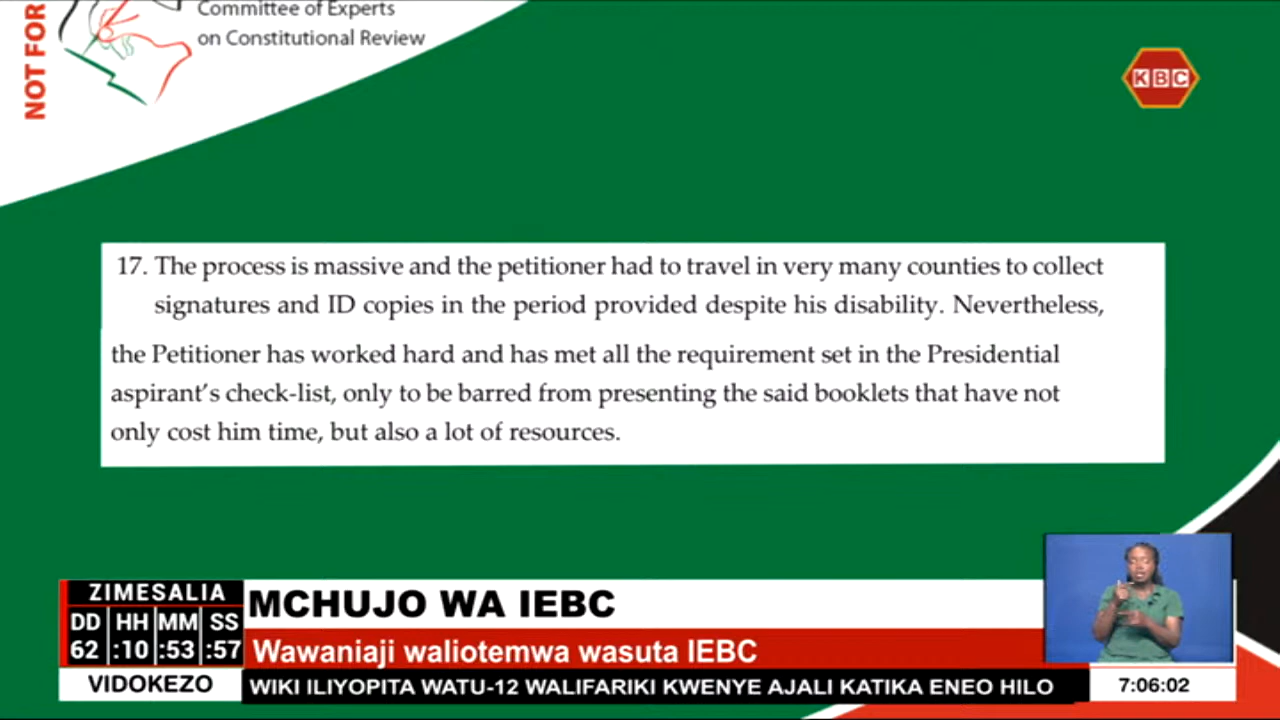 NOT FOR
Committee of Experts
on Constitutional Review
KBC
17. The process is massive and the petitioner had to travel in very many counties to collect
signatures and ID copies in the period provided despite his disability. Nevertheless,
the Petitioner has worked hard and has met all the requirement set in the Presidential
aspirant's check-list, only to be barred from presenting the said booklets that have not
only cost him time, but also a lot of resources.
ZIMESALIA
DD HH MM SS
62 :10 :53 :57
MCHUJO WA IEBC
Wawaniaji waliotemwa wasuta IEBC
VIDOKEZO
WIKI ILIYOPITA WATU-12 WALIFARIKI KWENYE AJALI KATIKA ENEO HILO
7:06:02